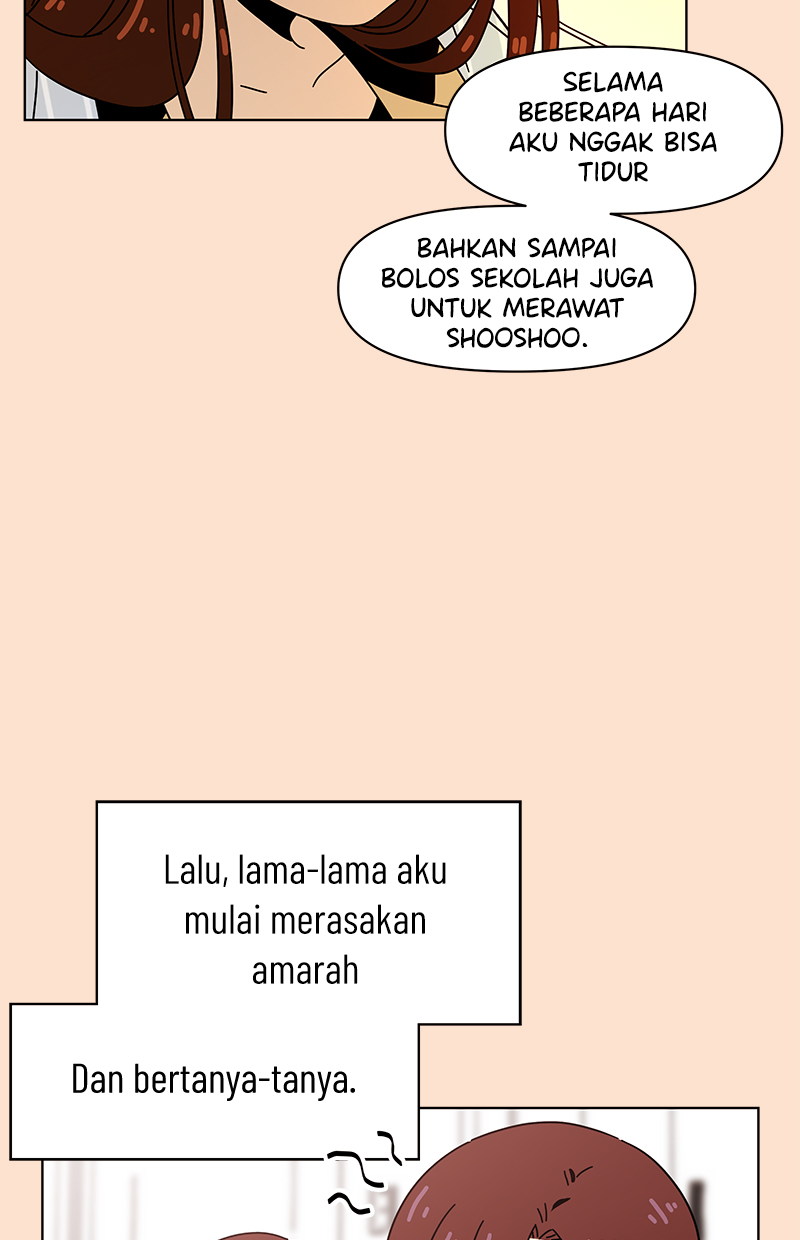 SELAMA
BEBERAPA HARI
AKU NGGAK BISA
TIDUR
BAHKAN SAMPAI
BOLOS SEKOLAH JUGA
UNTUK MERAWAT
SHOOSHOO.
Lalu, lama-lama aku
mulai merasakan
amarah
Dan bertanya-tanya.